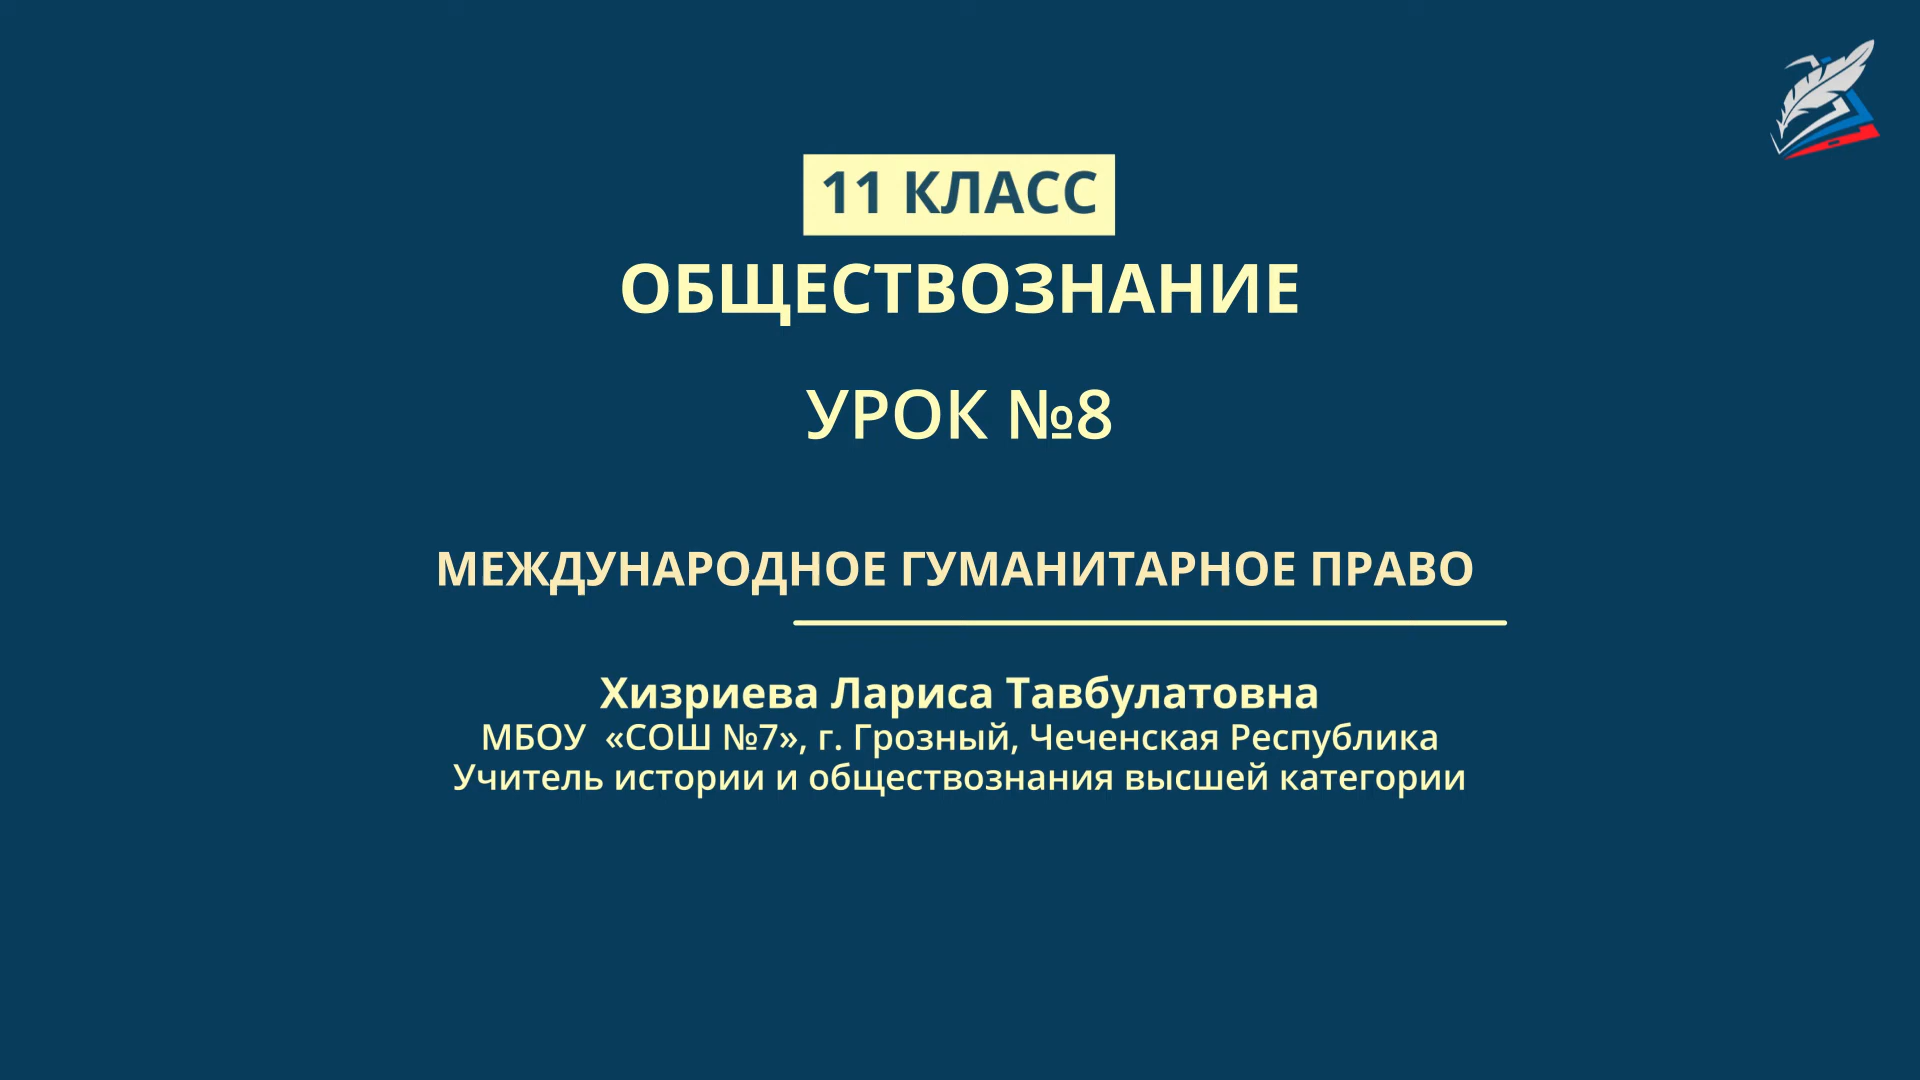 11 КЛАСС
ОБЩЕСТВОЗНАНИЕ
УРОК №8
МЕЖДУНАРОДНОЕ ГУМАНИТАРНОЕ ПРАВО
Хизриева Лариса Тавбулатовна
МБОУ «СОШ №7», г. Грозный, Чеченская Республика
Учитель истории и обществознания высшей категории